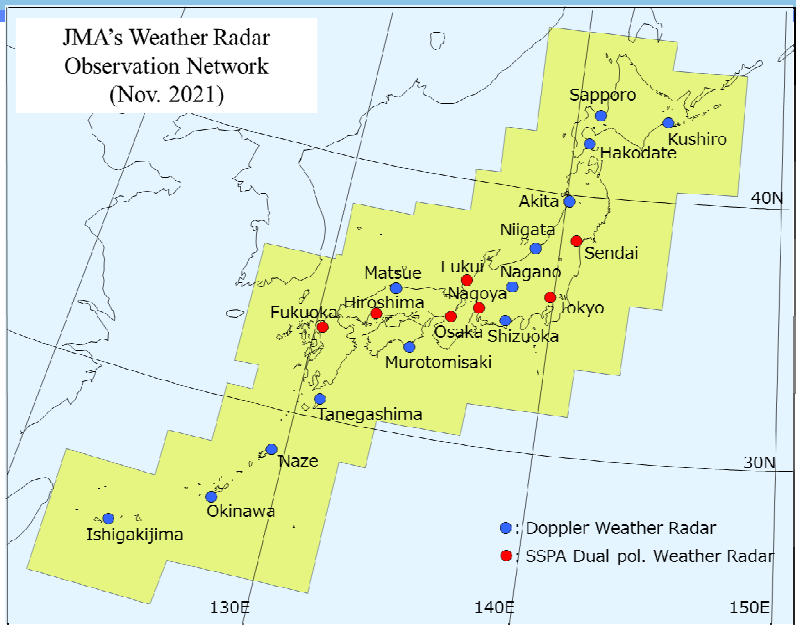 JMA's Weather Radar
Observation Network
(Nov. 2021)
Sapporo
Kushiro
Hakodate
40N
Akita
Niigata
Sendai
Fukui
Nagano
Matsue
Nagoya
Hiroshima
Tokyo
Fukuoka
Osaka
Shizuoka
Murotomisaki
Tanegashima
30N
Naze
Okinawa
Ishigakijima
: Doppler Weather Radar
: SSPA Dual pol. Weather Radar
130E
140E
150E